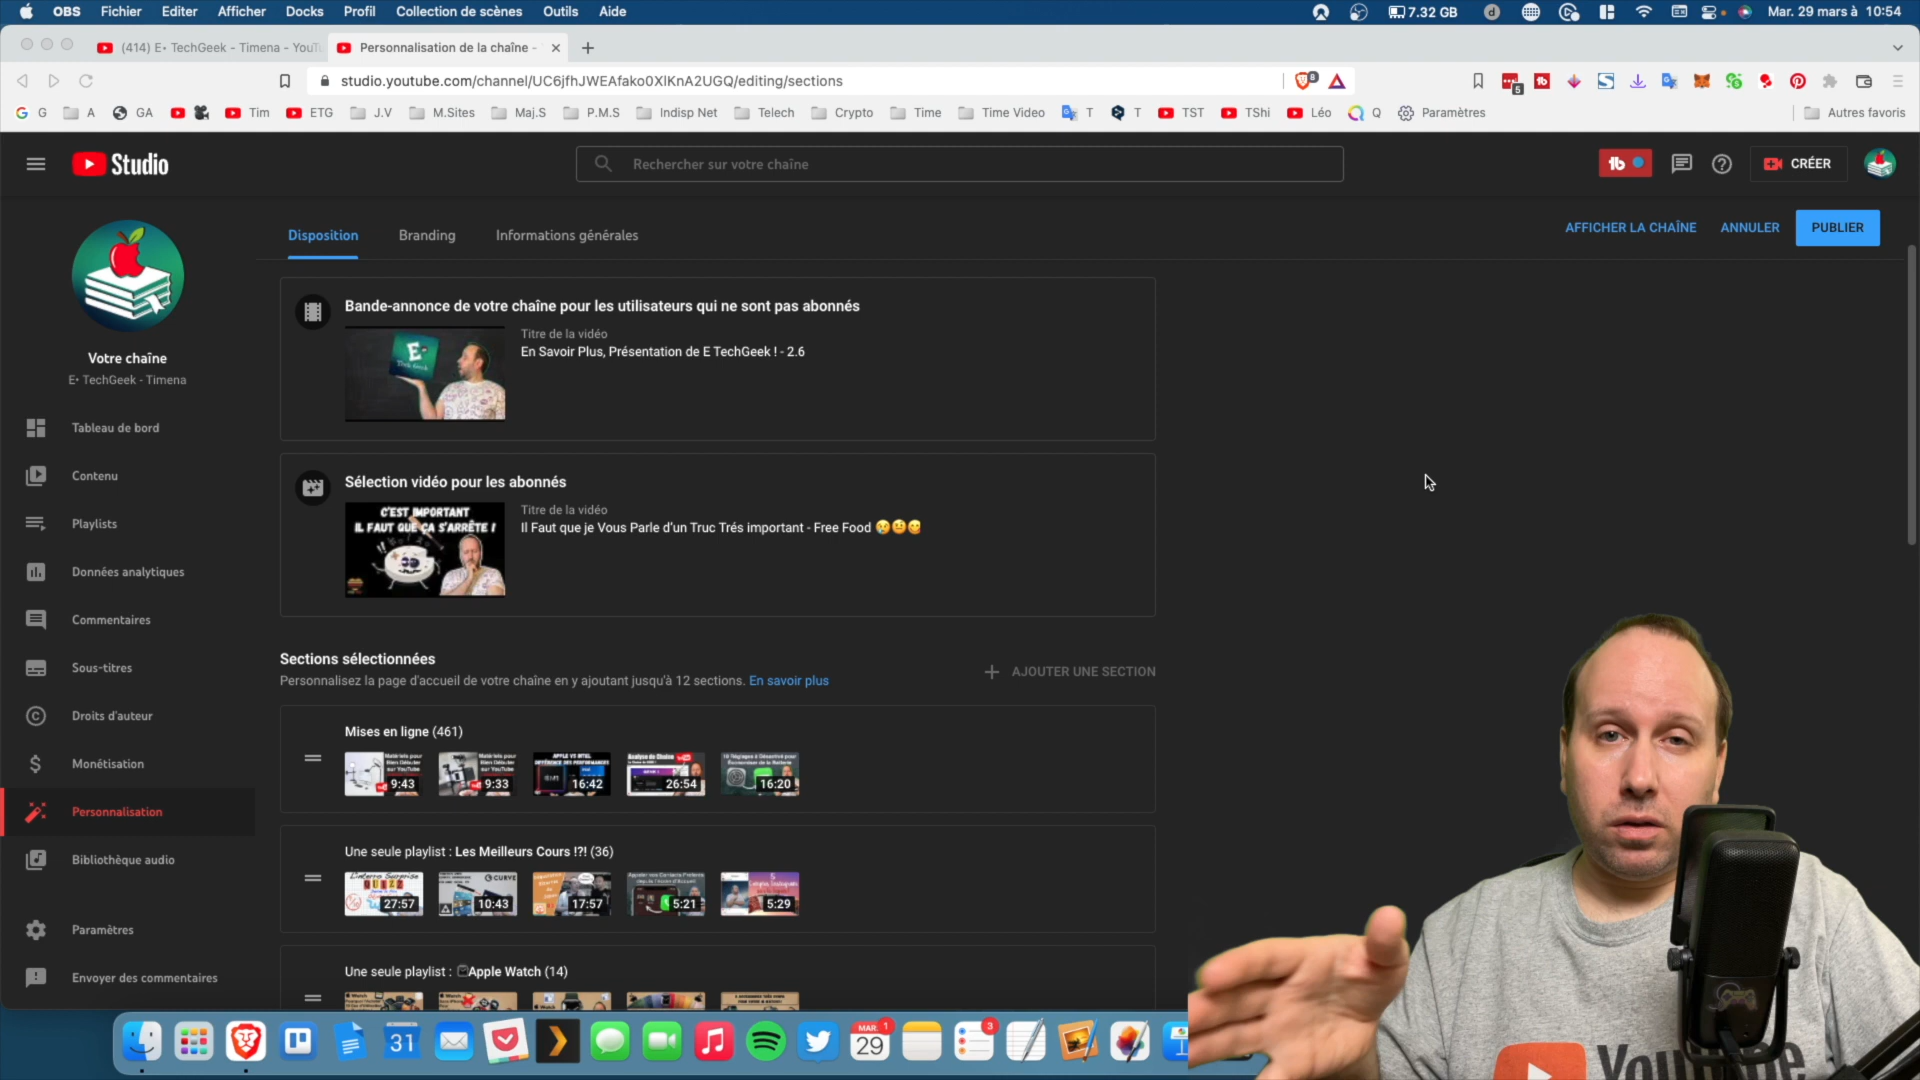 OBS Fichier Editer Afficher Docks Profil Collection de scènes Outils Aide
7.32 GB
Mar. 29 mars à 10:54
(414) E• TechGeek - Timena - YouT
Personnalisation de la chaîne -
studio.youtube.com/channel/UC6jfhJWEAfako0XlKnA2UGQ/editing/sections
G A GA Tim ETG J.V M.Sites Maj.S P.M.S Indisp Net Telech Crypto Time Time Video T T TST TShi Léo Q Paramètres Autres favoris
Studio
Rechercher sur votre chaîne
CRÉER
Disposition
Branding
Informations générales
AFFICHER LA CHAÎNE
ANNULER
PUBLIER
Votre chaîne
E• TechGeek - Timena
Tableau de bord
Contenu
Playlists
Données analytiques
Commentaires
Sous-titres
Droits d'auteur
Monétisation
Personnalisation
Bibliothèque audio
Paramètres
Envoyer des commentaires
Bande-annonce de votre chaîne pour les utilisateurs qui ne sont pas abonnés
Titre de la vidéo
En Savoir Plus, Présentation de E TechGeek ! - 2.6
Sélection vidéo pour les abonnés
C'EST IMPORTANT
IL FAUT QUE ÇA S'ARRÊTE !
Titre de la vidéo
Il Faut que je Vous Parle d'un Truc Trés important - Free Food 😢🤨😋
Sections sélectionnées
Personnalisez la page d'accueil de votre chaîne en y ajoutant jusqu'à 12 sections. En savoir plus
AJOUTER UNE SECTION
Mises en ligne (461)
9:43
9:33
16:42
26:54
16:20
Une seule playlist : Les Meilleurs Cours !?! (36)
27:57
10:43
17:57
5:21
5:29
Une seule playlist : Apple Watch (14)
31
MAR. 1
29
3
YouTube